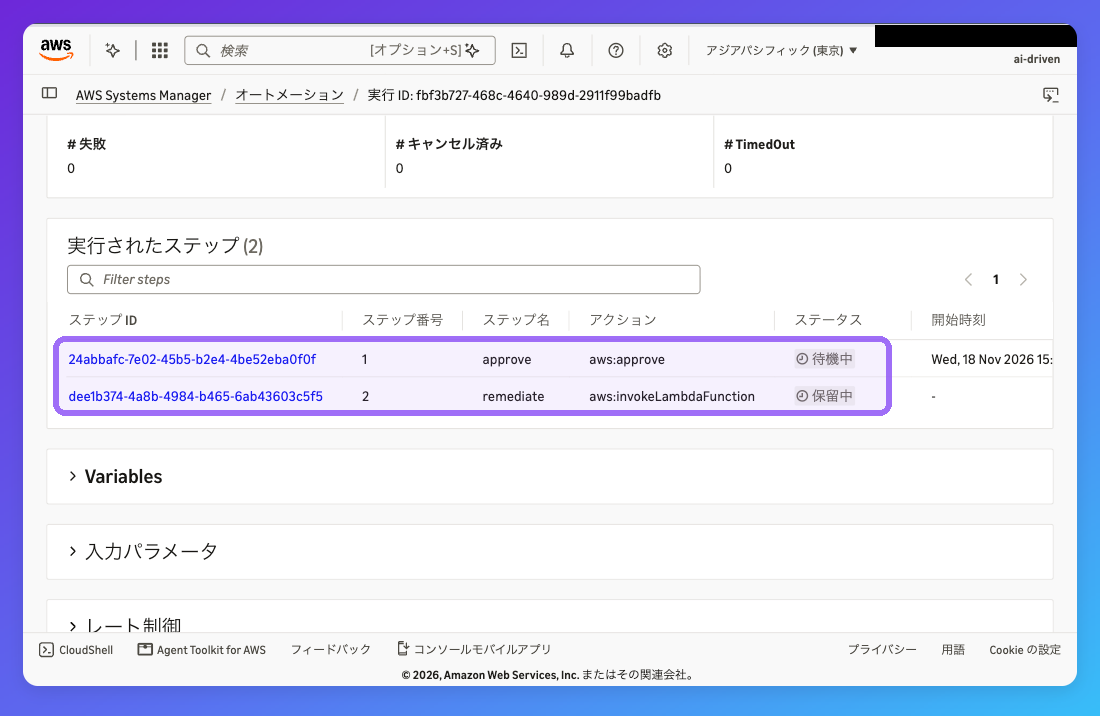 aws
検索 [オプション+S]
アジアパシフィック (東京) ▼
ai-driven
AWS Systems Manager / オートメーション / 実行 ID: fbf3b727-468c-4640-989d-2911f99badfb
# 失敗 # キャンセル済み # TimedOut
0 0 0
実行されたステップ (2)
Filter steps
1
ステップ ID ステップ番号 ステップ名 アクション ステータス 開始時刻
24abbafc-7e02-45b5-b2e4-4be52eba0f0f 1 approve aws:approve 待機中 Wed, 18 Nov 2026 15:
dee1b374-4a8b-4984-b465-6ab43603c5f5 2 remediate aws:invokeLambdaFunction 保留中 -
Variables
入力パラメータ
レート制御
CloudShell Agent Toolkit for AWS フィードバック コンソールモバイルアプリ プライバシー 用語 Cookie の設定
© 2026, Amazon Web Services, Inc. またはその関連会社。